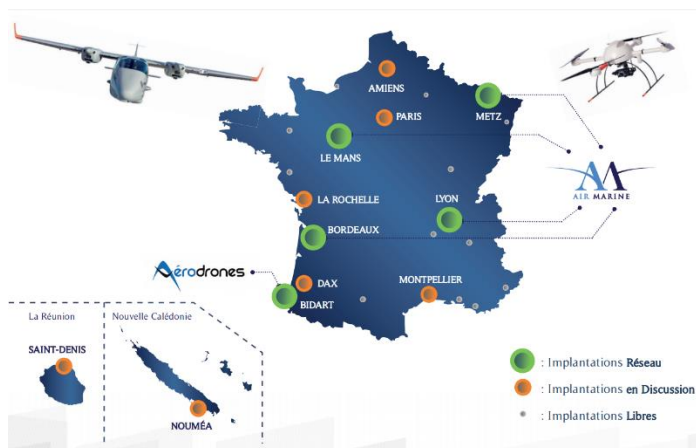 AMIENS
PARIS
METZ
LE MANS
AIR MARINE
LA ROCHELLE
LYON
BORDEAUX
Aérodrones
DAX
MONTPELLIER
BIDART
La Réunion
Nouvelle Calédonie
SAINT-DENIS
NOUMÉA
: Implantations Réseau
: Implantations en Discussion
: Implantations Libres